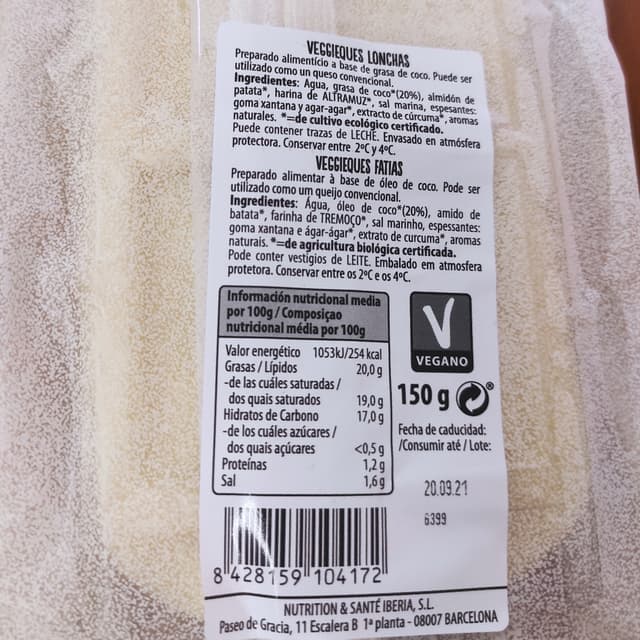 VEGGIEQUES LONCHAS
Preparado alimentício a base de grasa de coco. Puede ser
utilizado como un queso convencional.
Ingredientes: Agua, grasa de coco*(20%), almidón de
patata*, harina de ALTRAMUZ*, sal marina, espesantes:
goma xantana y agar-agar*, extracto de cúrcuma*, aromas
naturales. *=de cultivo ecológico certificado.
Puede contener trazas de LECHE. Envasado en atmósfera
protectora. Conservar entre 2ºC y 4ºC.
VEGGIEQUES FATIAS
Preparado alimentar à base de óleo de coco. Pode ser
utilizado como um queijo convencional.
Ingredientes: Água, óleo de coco*(20%), amido de
batata*, farinha de TREMOÇO*, sal marinho, espessantes:
goma xantana e ágar-ágar*, extrato de curcuma*, aromas
naturais. *=de agricultura biológica certificada.
Pode conter vestigios de LEITE. Embalado em atmosfera
protetora. Conservar entre os 2ºC e os 4ºC.
Información nutricional media
por 100g / Composiçao
nutricional média por 100g
Valor energético 1053kJ/254 kcal
Grasas / Lípidos 20,0 g
-de las cuáles saturadas /
dos quais saturados 19,0 g
Hidratos de Carbono 17,0 g
-de los cuáles azúcares /
dos quais açucares <0,5 g
Proteínas 1,2 g
Sal 1,6 g
V
VEGANO
150 g
Fecha de caducidad:
/Consumir até / Lote:
20.09.21
6399
8 428159 104172
NUTRITION & SANTÉ IBERIA, S.L.
Paseo de Gracia, 11 Escalera B 1ª planta - 08007 BARCELONA